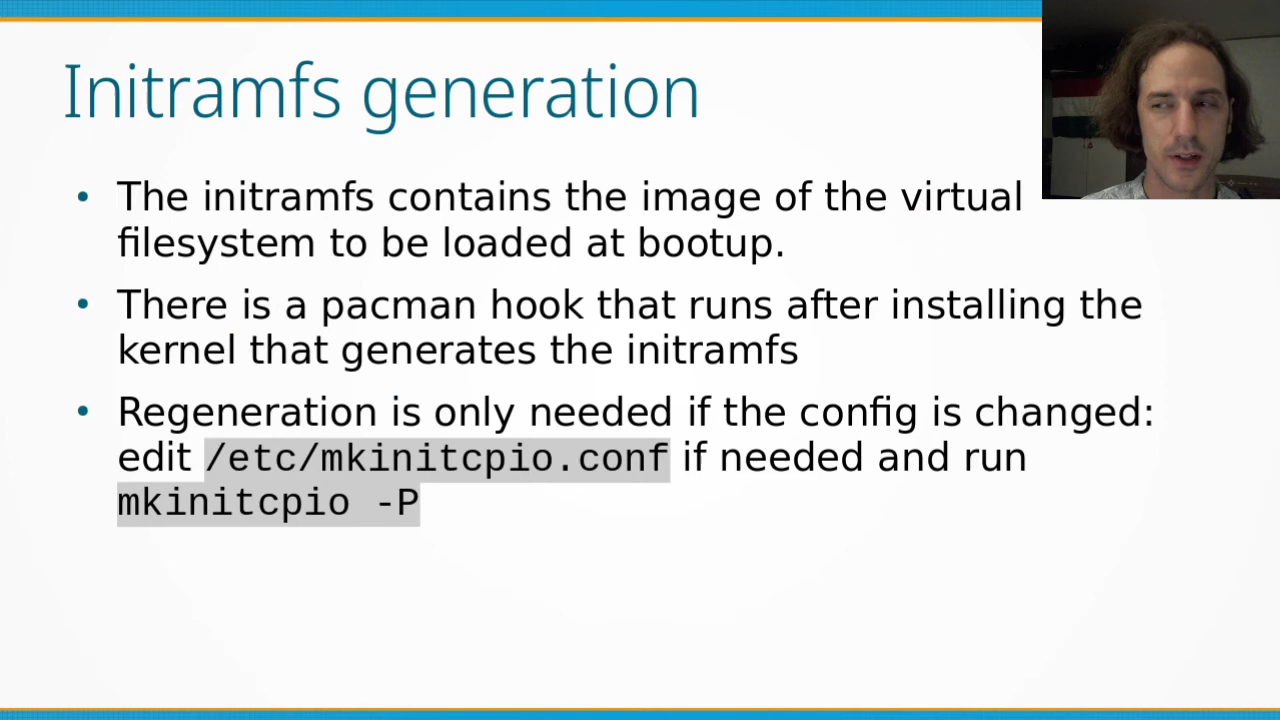 Initramfs generation
• The initramfs contains the image of the virtual
filesystem to be loaded at bootup.
• There is a pacman hook that runs after installing the
kernel that generates the initramfs
• Regeneration is only needed if the config is changed:
edit /etc/mkinitcpio.conf if needed and run
mkinitcpio -P